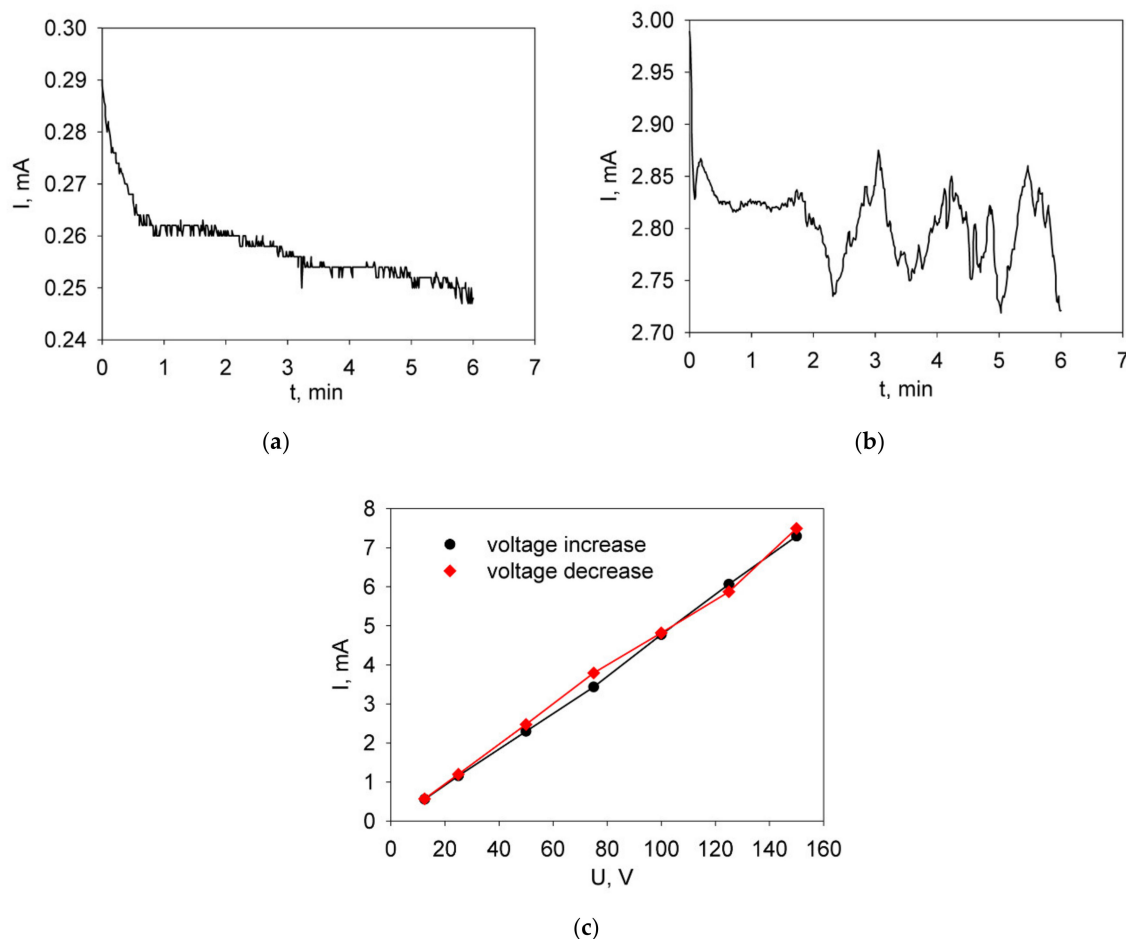 0.30
0.29
0.28
0.27
0.26
0.25
0.24
I, mA
0 1 2 3 4 5 6 7
t, min
(a)
3.00
2.95
2.90
2.85
2.80
2.75
2.70
I, mA
0 1 2 3 4 5 6 7
t, min
(b)
8
7
6
5
4
3
2
1
0
I, mA
voltage increase
voltage decrease
0 20 40 60 80 100 120 140 160
U, V
(c)